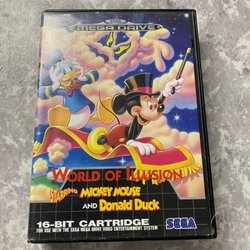 MEGA DRIVE
WORLD OF ILLUSION
STARRING MICKEY MOUSE
AND DONALD DUCK
16-BIT CARTRIDGE
FOR USE WITH THE SEGA MEGA DRIVE VIDEO ENTERTAINMENT SYSTEM
SEGA